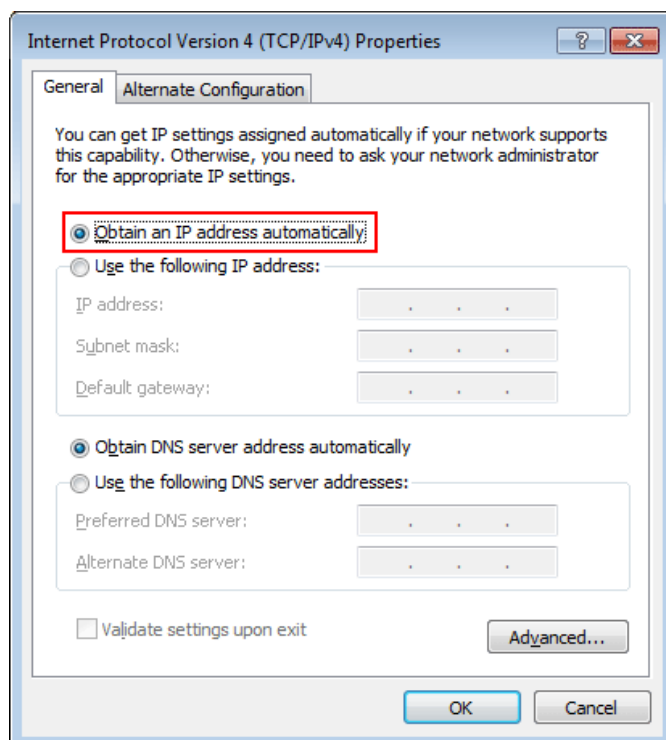 Internet Protocol Version 4 (TCP/IPv4) Properties
General
Alternate Configuration
You can get IP settings assigned automatically if your network supports
this capability. Otherwise, you need to ask your network administrator
for the appropriate IP settings.
Obtain an IP address automatically
Use the following IP address:
IP address:
Subnet mask:
Default gateway:
Obtain DNS server address automatically
Use the following DNS server addresses:
Preferred DNS server:
Alternate DNS server:
Validate settings upon exit
Advanced...
OK
Cancel